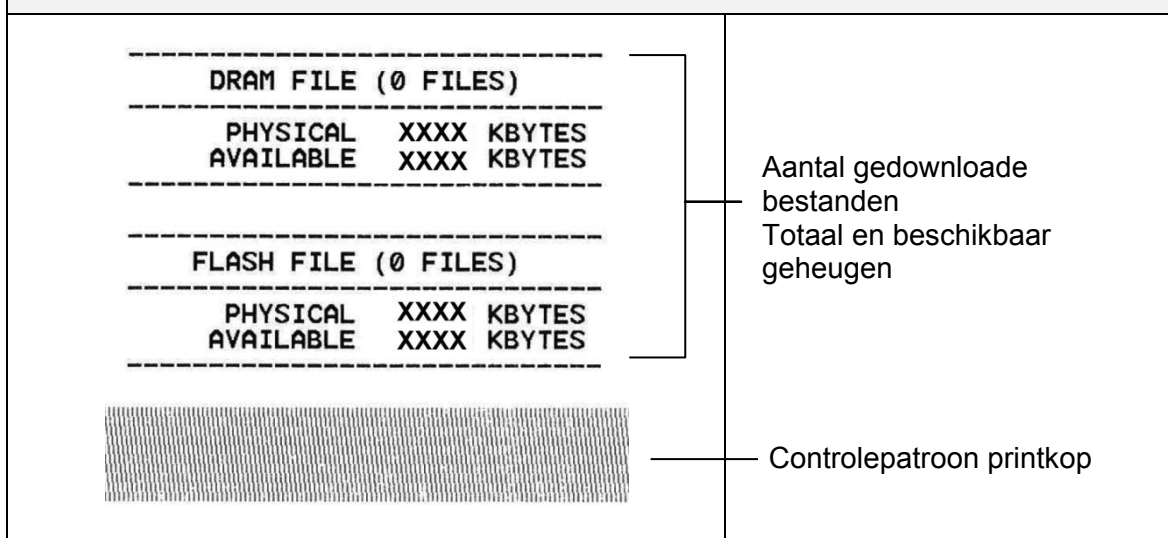 DRAM FILE (0 FILES)
PHYSICAL XXXX KBYTES
AVAILABLE XXXX KBYTES
FLASH FILE (0 FILES)
PHYSICAL XXXX KBYTES
AVAILABLE XXXX KBYTES
Aantal gedownloade
bestanden
Totaal en beschikbaar
geheugen
Controlepatroon printkop